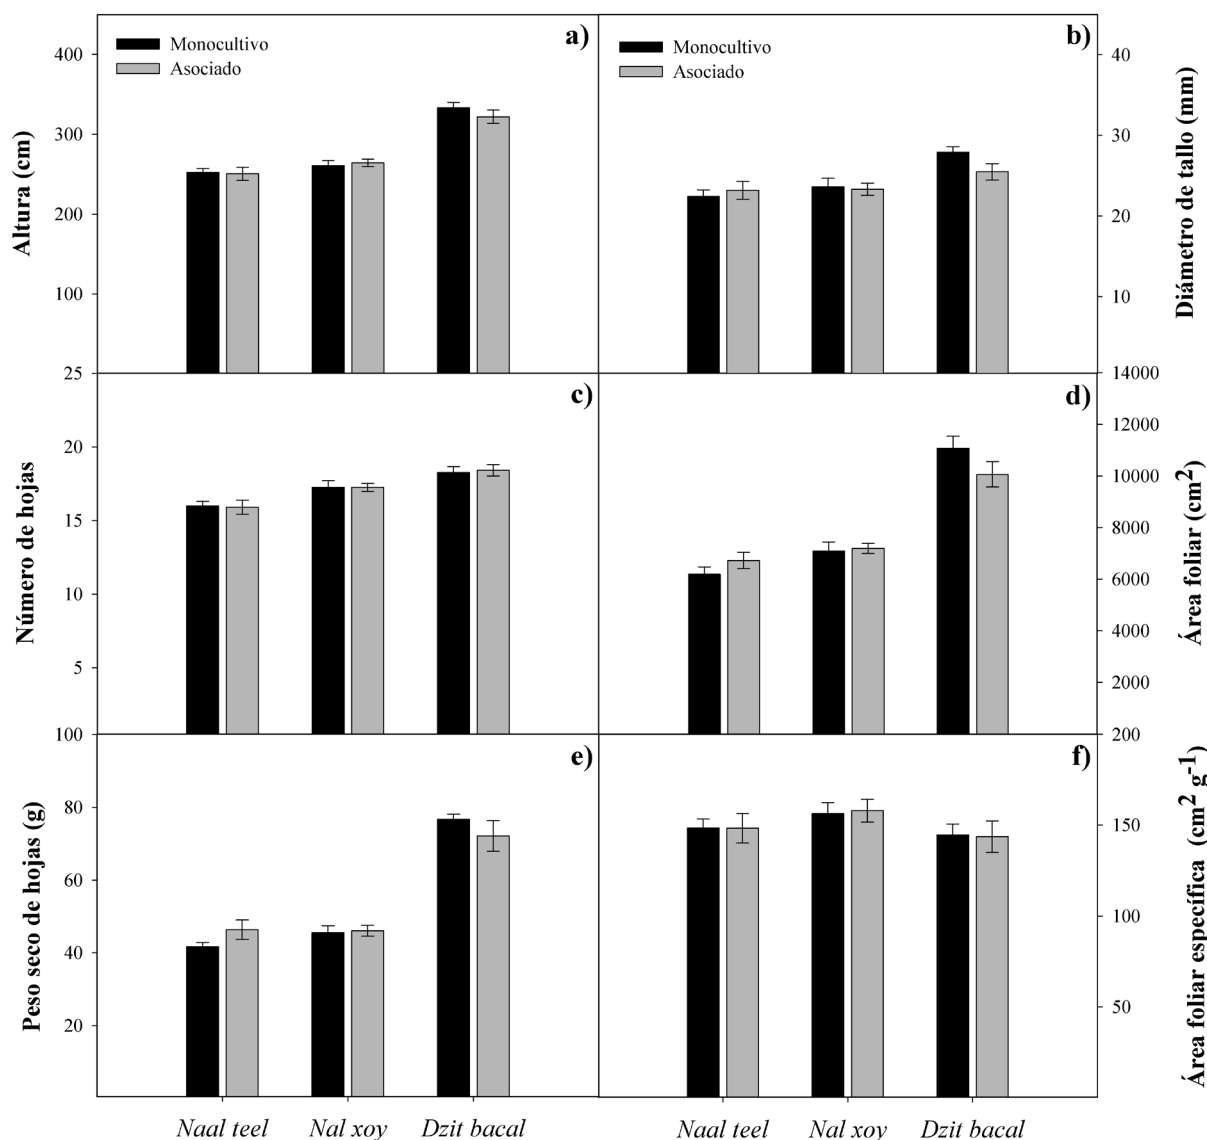 a)
Monocultivo
Asociado
400
300
200
100
Altura (cm)
b)
Monocultivo
Asociado
40
30
20
10
Diámetro de tallo (mm)
c)
25
20
15
10
5
Número de hojas
d)
14000
12000
10000
8000
6000
4000
2000
Área foliar (cm2)
e)
100
80
60
40
20
Peso seco de hojas (g)
f)
200
150
100
50
Área foliar específica (cm2 g-1)
Naal teel Nal xoy Dzit bacal
Naal teel Nal xoy Dzit bacal